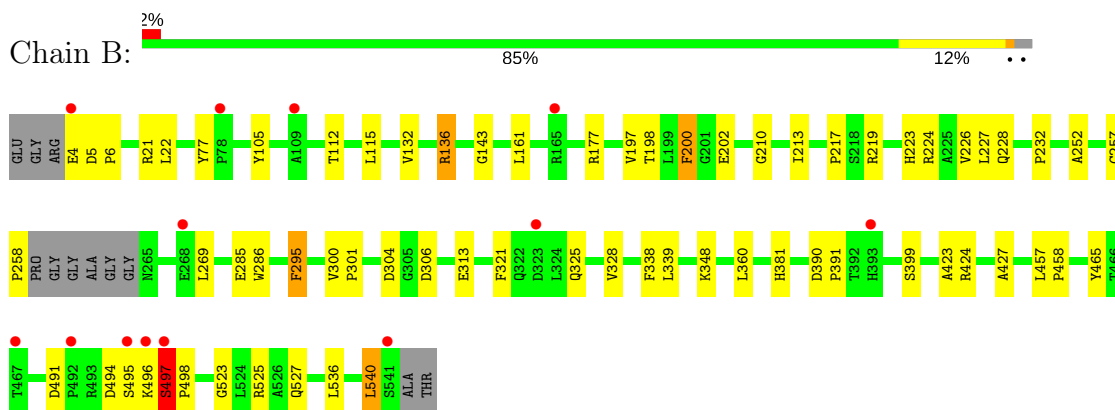 2%
Chain B:
85% 12% • •
GLU GLY ARG E4 D5 P6 R21 L22 Y77 P78 Y105 A109 T112 L115 V132 R136 G143 L161 R165 R177 V197 T198 L199 F200 G201 E202 G210 I213 P217 S218 R219 H223 R224 A225 V226 L227 Q228 P232 A252
P258 PRO GLY GLY ALA GLY GLY N265 E268 L269 E285 W286 F295 V300 P301 D304 G305 D306 E313 F321 Q322 D323 L324 Q325 V328 F338 L339 K348 L360 H381 D390 P391 T392 H393 S399 A423 R424 A427 L457 P458 Y465 T466
T467 D491 P492 R493 D494 S495 K496 S497 P498 G523 L524 R525 A526 Q527 L536 L540 S541 ALA THR